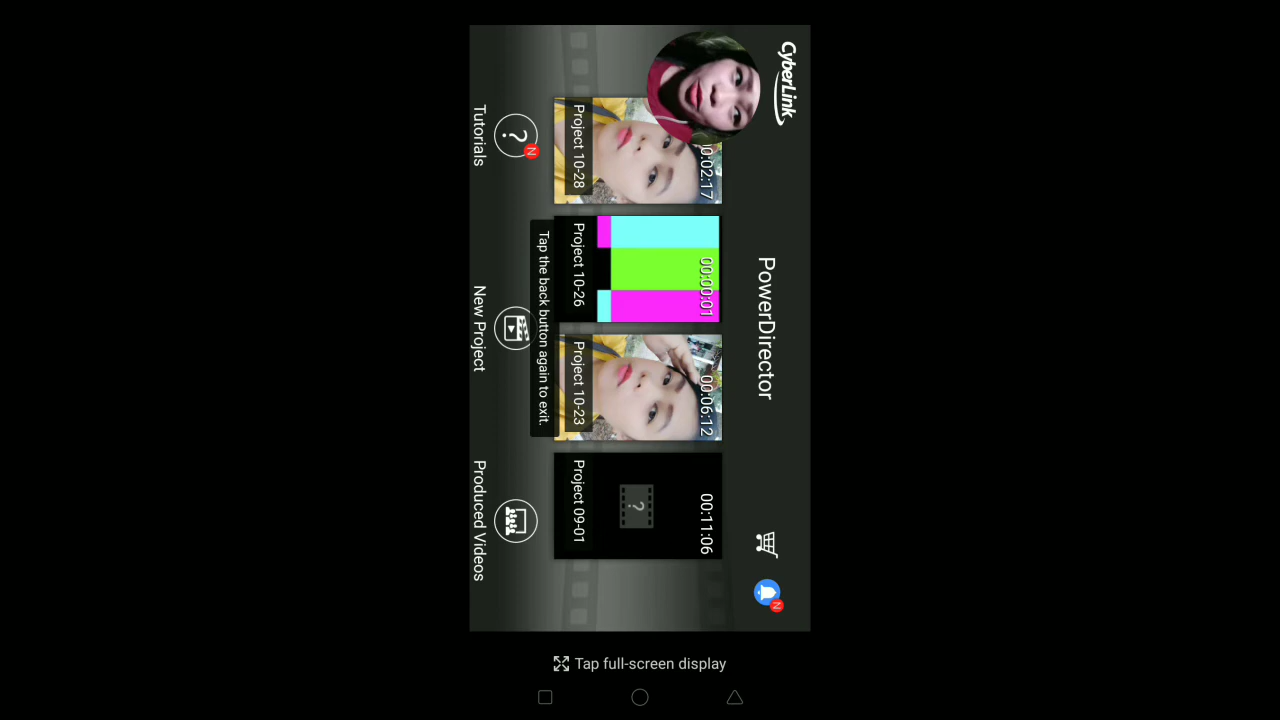 CyberLink
PowerDirector
N
00:02:17
Project 10-28
00:00:01
Project 10-26
00:06:12
Project 10-23
00:11:06
Project 09-01
Tap the back button again to exit.
N
Tutorials
New Project
Produced Videos
Tap full-screen display